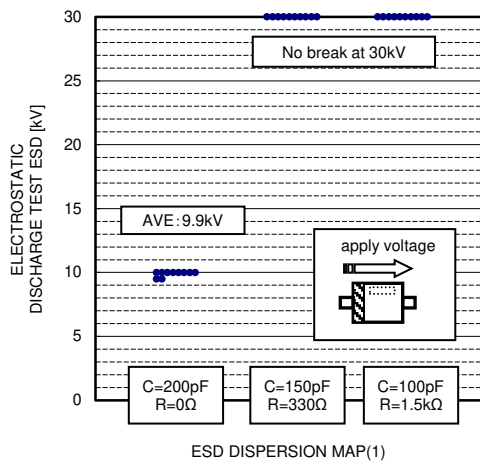 ELECTROSTATIC
DISCHARGE TEST ESD [kV]
30
25
20
15
10
5
0
No break at 30kV
AVE:9.9kV
apply voltage
C=200pF
R=0Ω
C=150pF
R=330Ω
C=100pF
R=1.5kΩ
ESD DISPERSION MAP(1)